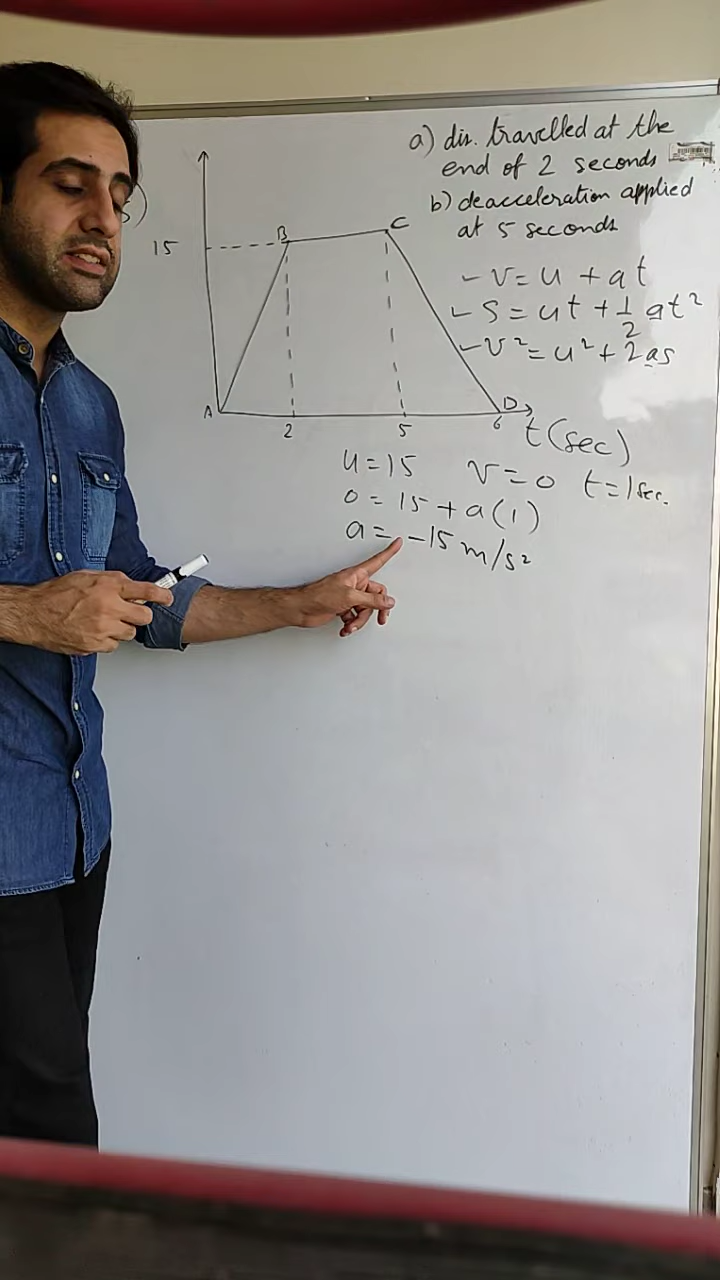 a) dis. travelled at the
end of 2 seconds
b) deacceleration applied
at 5 seconds
s)
15
B
C
A
D
2
5
6
t(sec)
- v = u + at
- S = ut + 1/2 at²
- v² = u² + 2as
u = 15 v = 0 t = 1 sec.
0 = 15 + a(1)
a = -15 m/s²